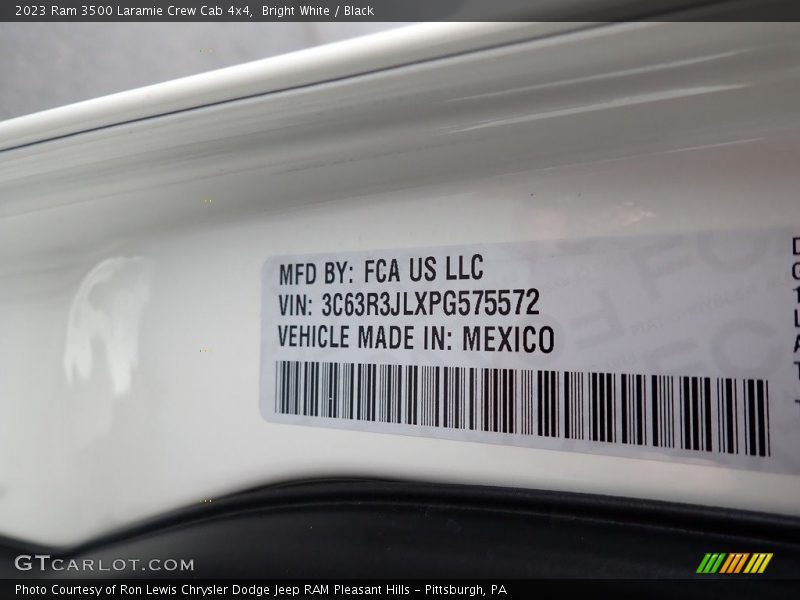 2023 Ram 3500 Laramie Crew Cab 4x4, Bright White / Black
MFD BY: FCA US LLC
VIN: 3C63R3JLXPG575572
VEHICLE MADE IN: MEXICO
GTCARLOT.COM
Photo Courtesy of Ron Lewis Chrysler Dodge Jeep RAM Pleasant Hills - Pittsburgh, PA